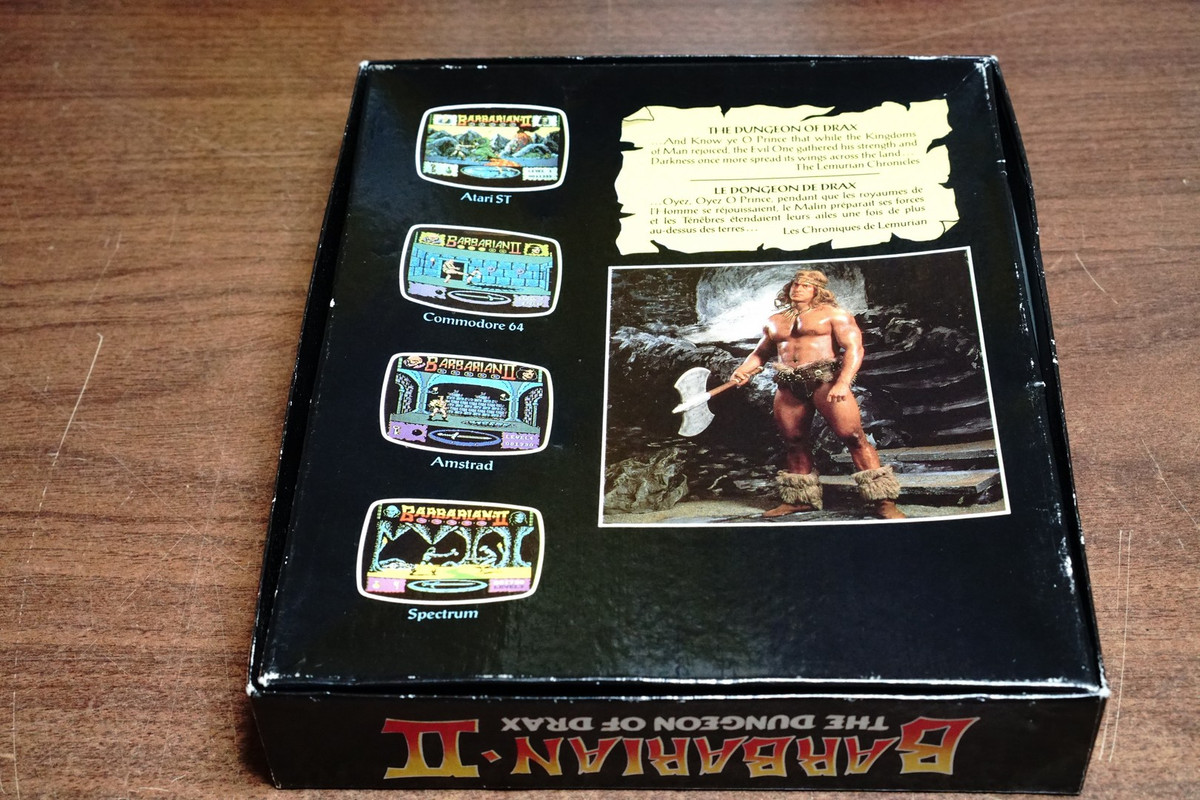 BARBARIAN II
Atari ST
BARBARIAN II
Commodore 64
BARBARIAN II
LEVEL
Amstrad
BARBARIAN II
Spectrum
THE DUNGEON OF DRAX
And Know ye O Prince that while the Kingdoms
of Man rejoiced, the Evil One gathered his strength and
Darkness once more spread its wings across the land...
The Lemurian Chronicles
LE DONGEON DE DRAX
...Oyez, Oyez O Prince, pendant que les royaumes de
l'Homme se réjouissaient, le Malin préparait ses forces
et les Ténèbres étendaient leurs ailes une fois de plus
au-dessus des terres... Les Chroniques de Lemurian
BARBARIAN·II
THE DUNGEON OF DRAX